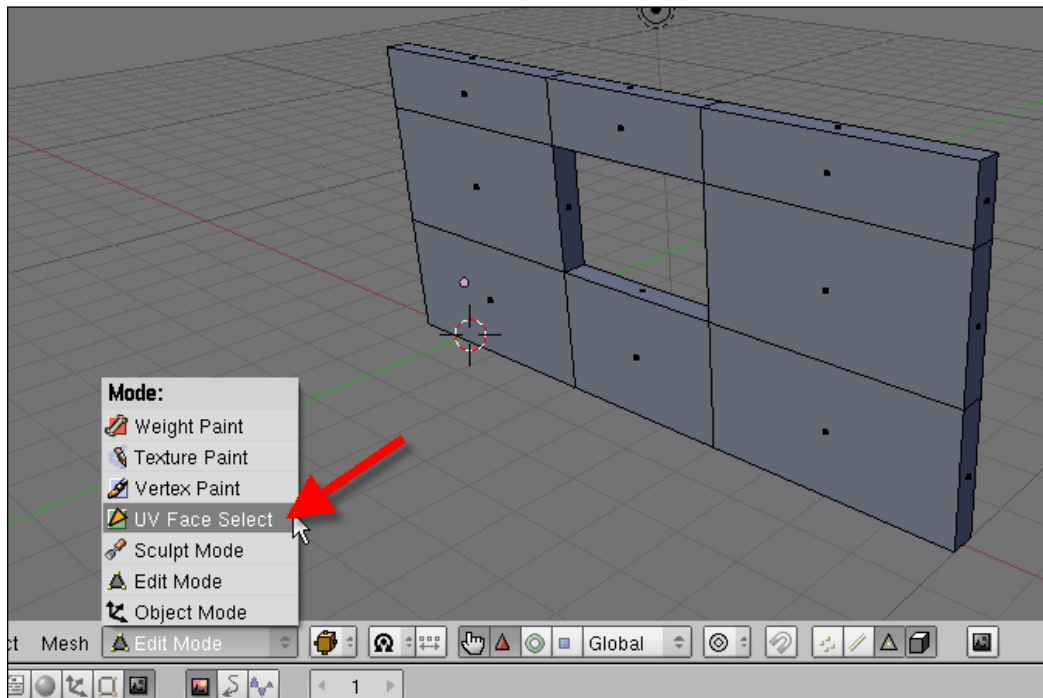 Mode:
Weight Paint
Texture Paint
Vertex Paint
UV Face Select
Sculpt Mode
Edit Mode
Object Mode
ct Mesh Edit Mode Global
1